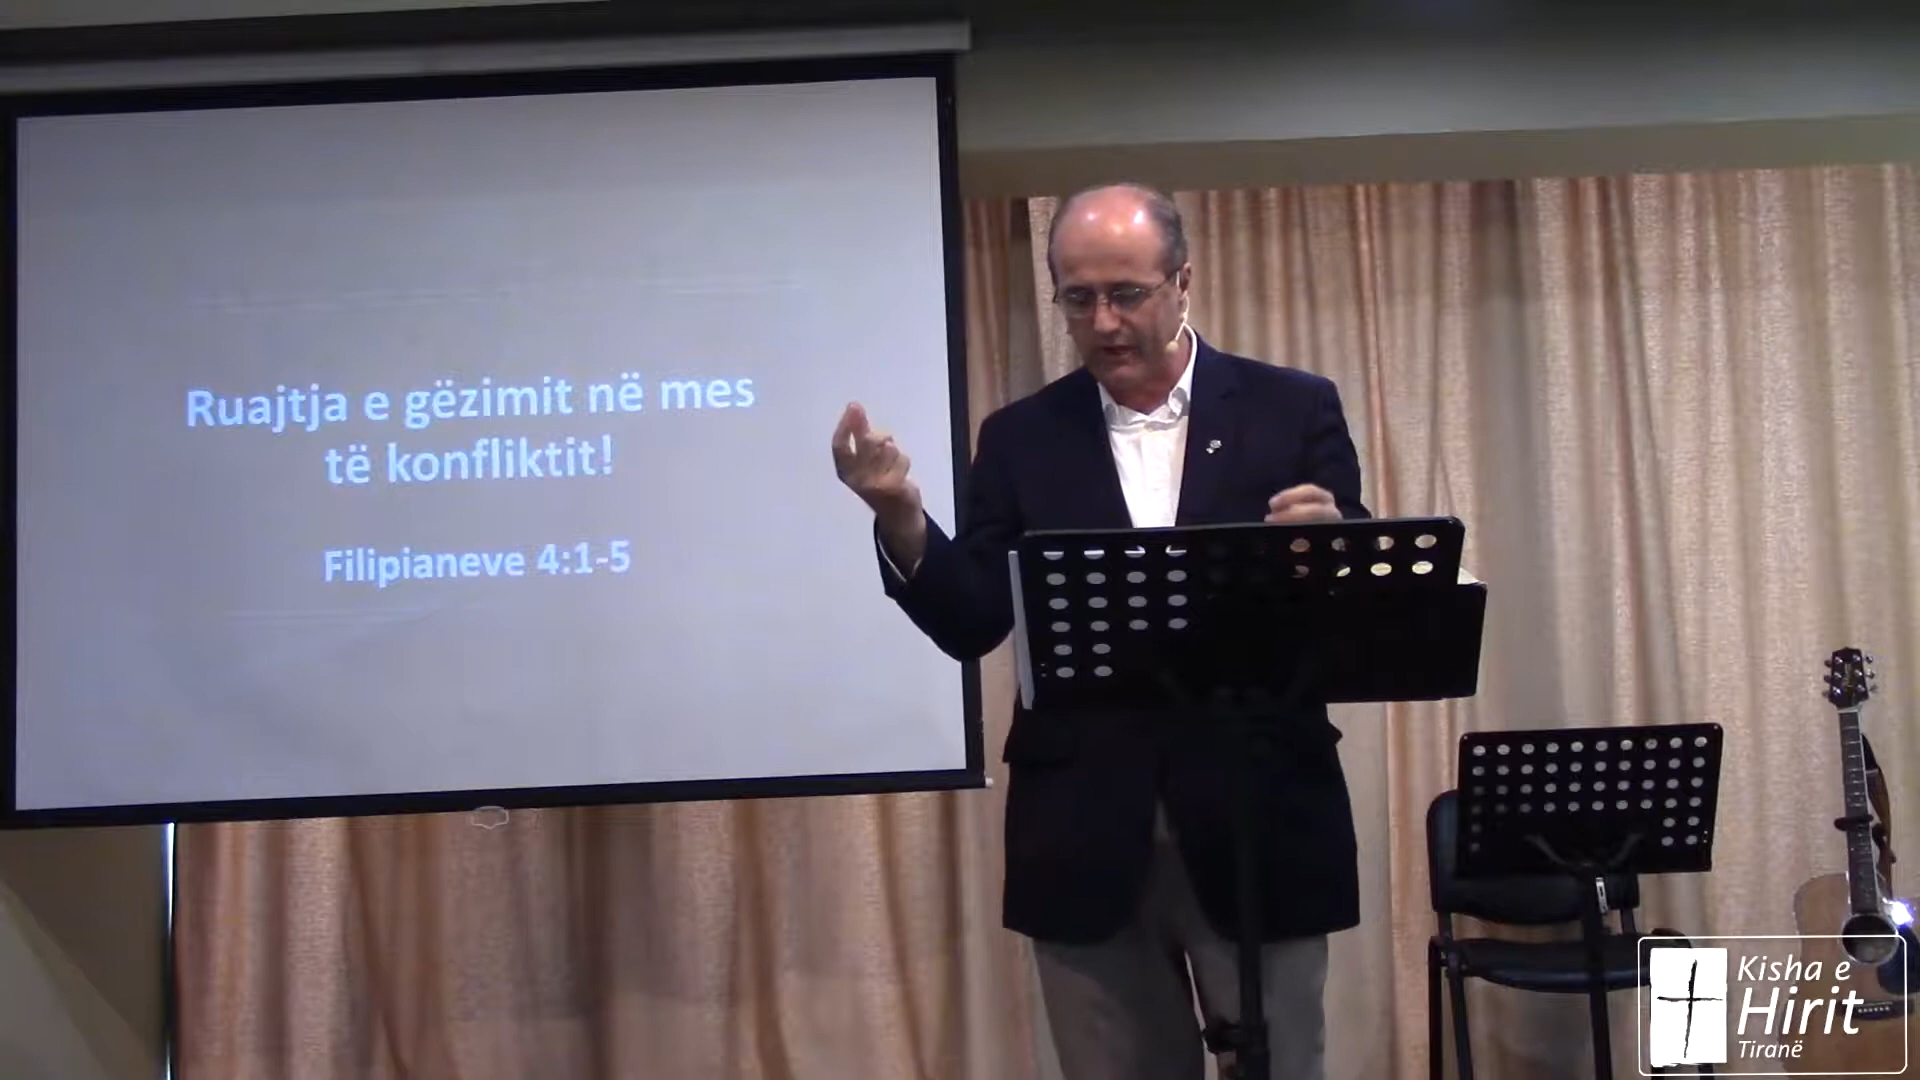 Ruajtja e gëzimit në mes
të konfliktit!
Filipianeve 4:1-5
Kisha e
Hirit
Tiranë